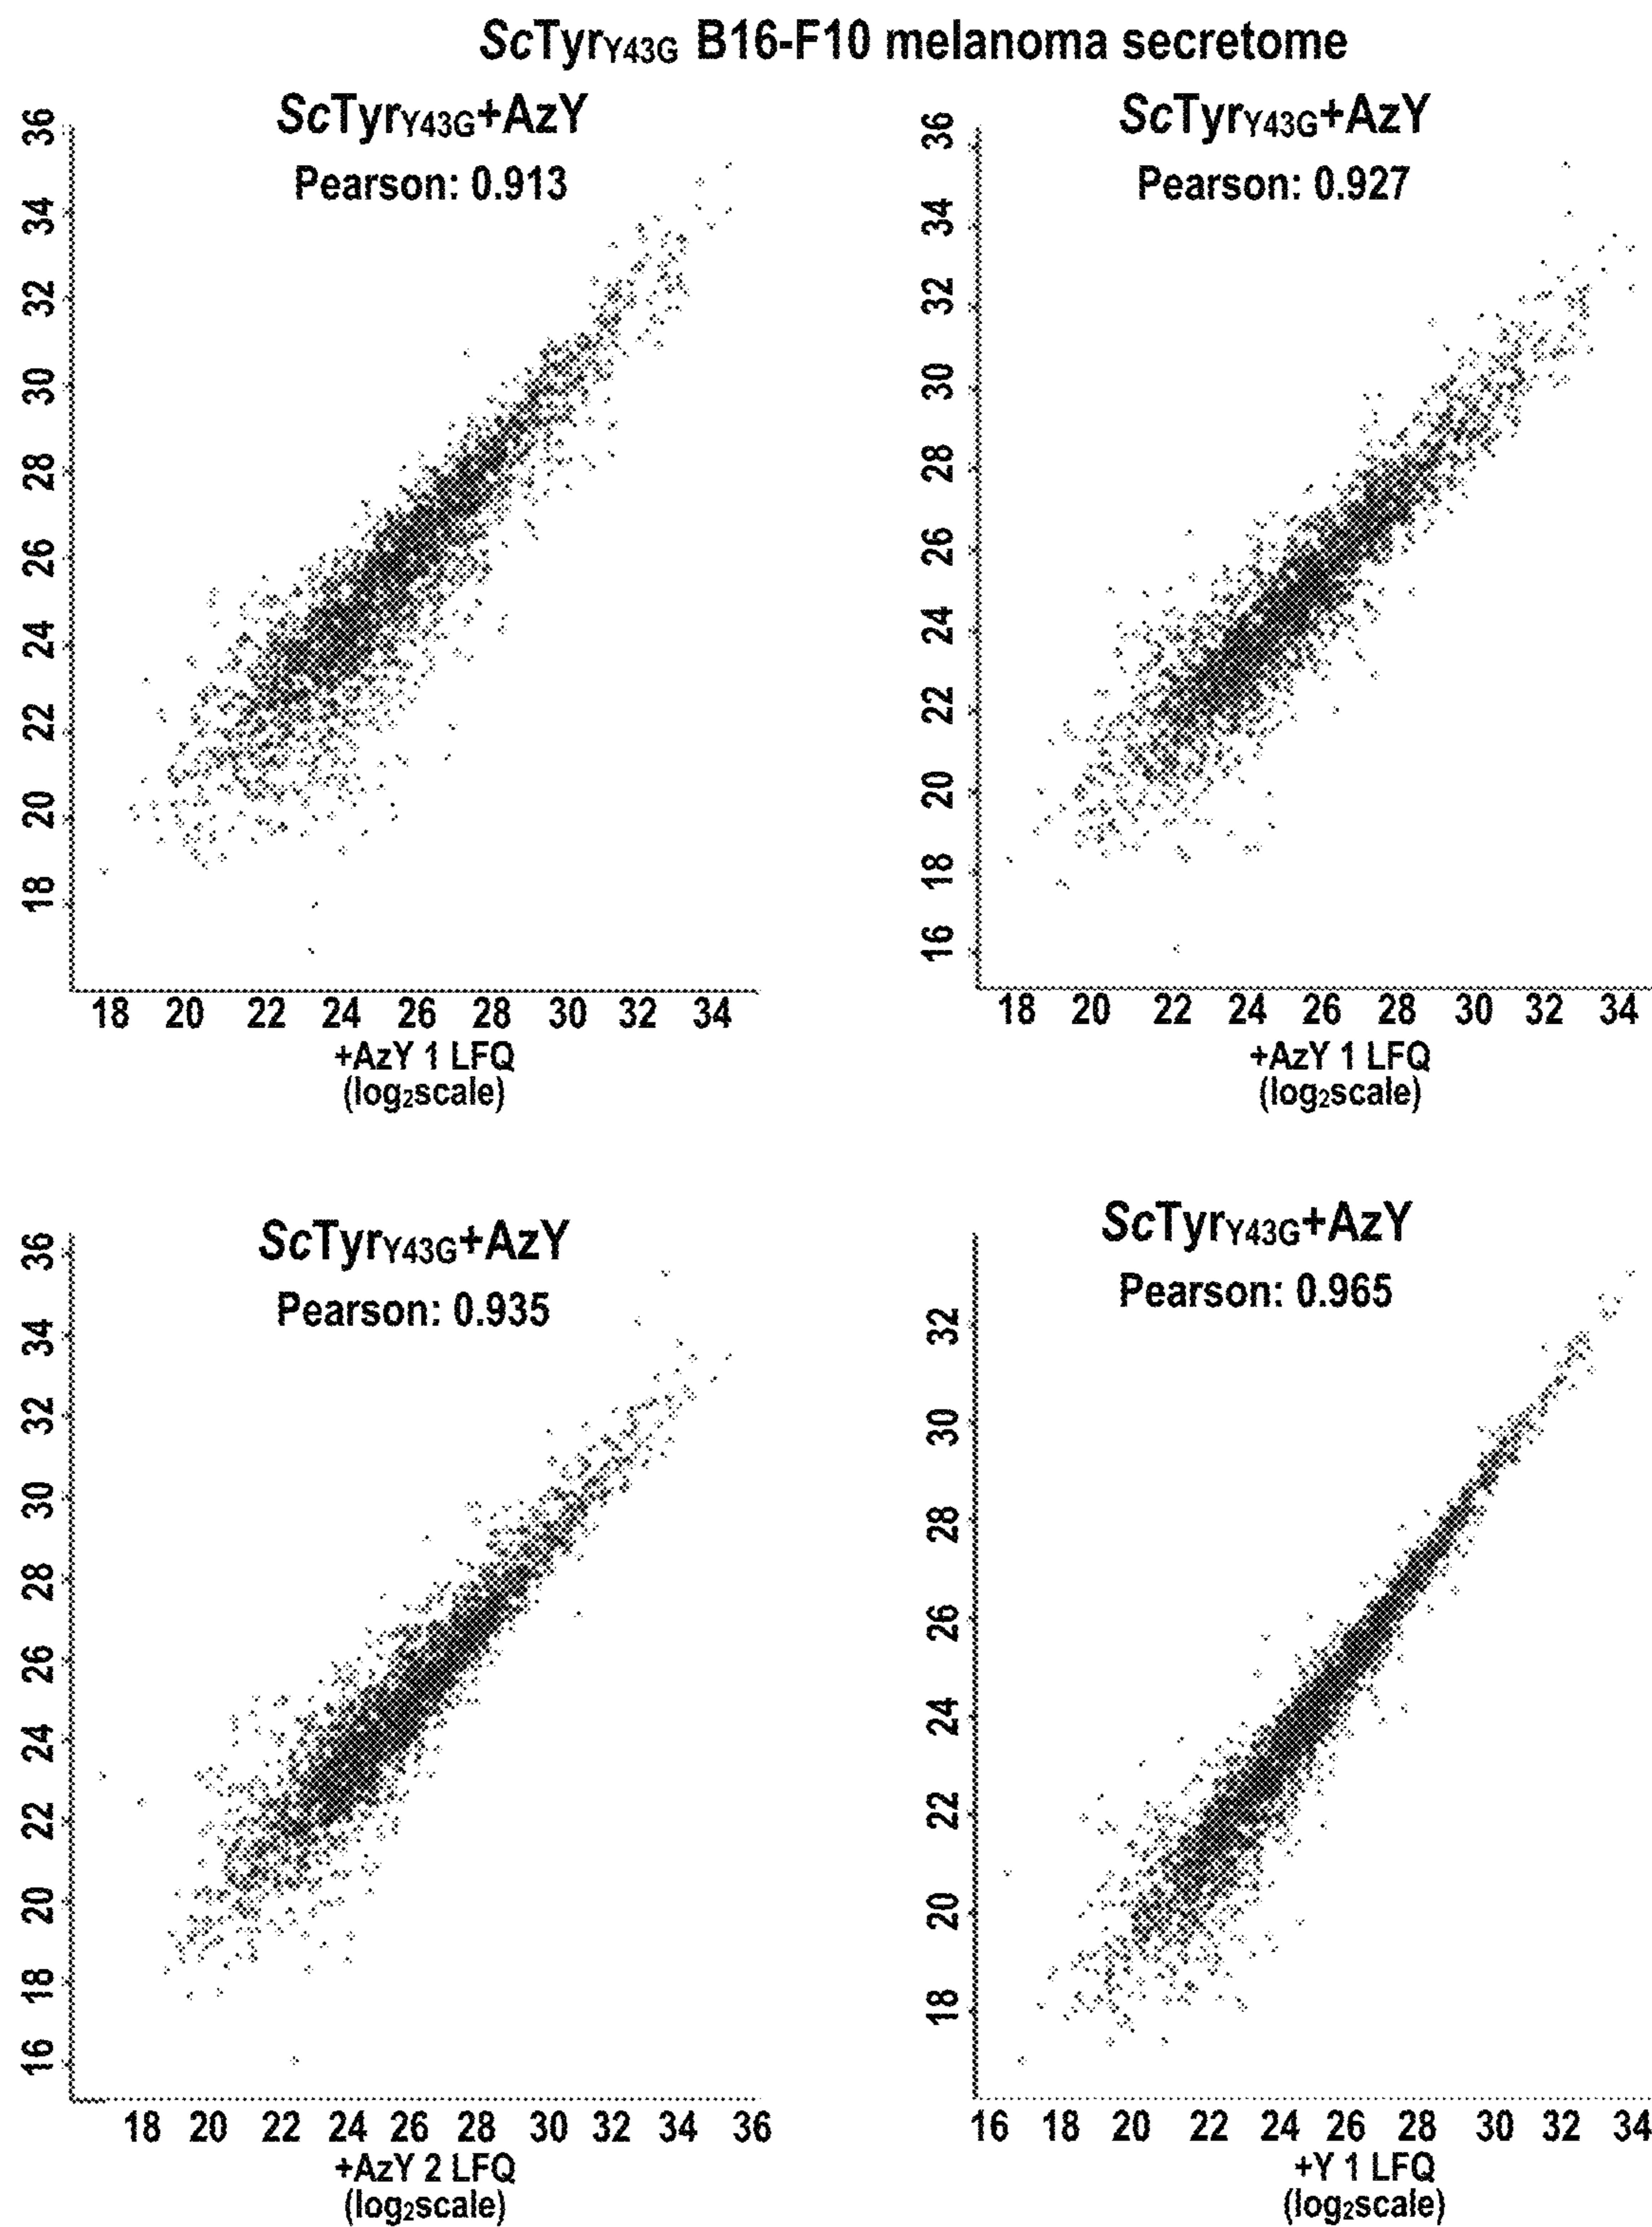 ScTyrY43G B16-F10 melanoma secretome
ScTyrY43G+AzY
Pearson: 0.913
36
34
32
30
28
26
24
22
20
18
18 20 22 24 26 28 30 32 34
+AzY 1 LFQ
(log2scale)
ScTyrY43G+AzY
Pearson: 0.927
36
34
32
30
28
26
24
22
20
18
16
18 20 22 24 26 28 30 32 34
+AzY 1 LFQ
(log2scale)
ScTyrY43G+AzY
Pearson: 0.935
36
34
32
30
28
26
24
22
20
18
16
18 20 22 24 26 28 30 32 34 36
+AzY 2 LFQ
(log2scale)
ScTyrY43G+AzY
Pearson: 0.965
32
30
28
26
24
22
20
18
16 18 20 22 24 26 28 30 32 34
+Y 1 LFQ
(log2scale)